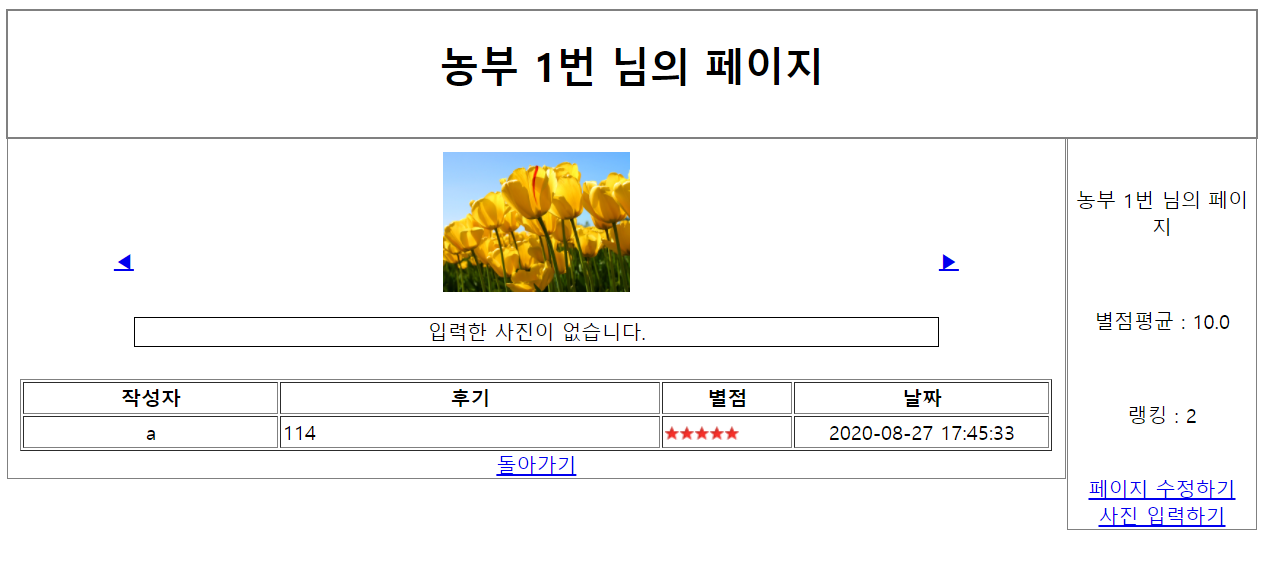 농부 1번 님의 페이지
◀
▶
입력한 사진이 없습니다.
작성자 후기 별점 날짜
a 114 ★★★★★ 2020-08-27 17:45:33
돌아가기
농부 1번 님의 페이
지
별점평균 : 10.0
랭킹 : 2
페이지 수정하기
사진 입력하기